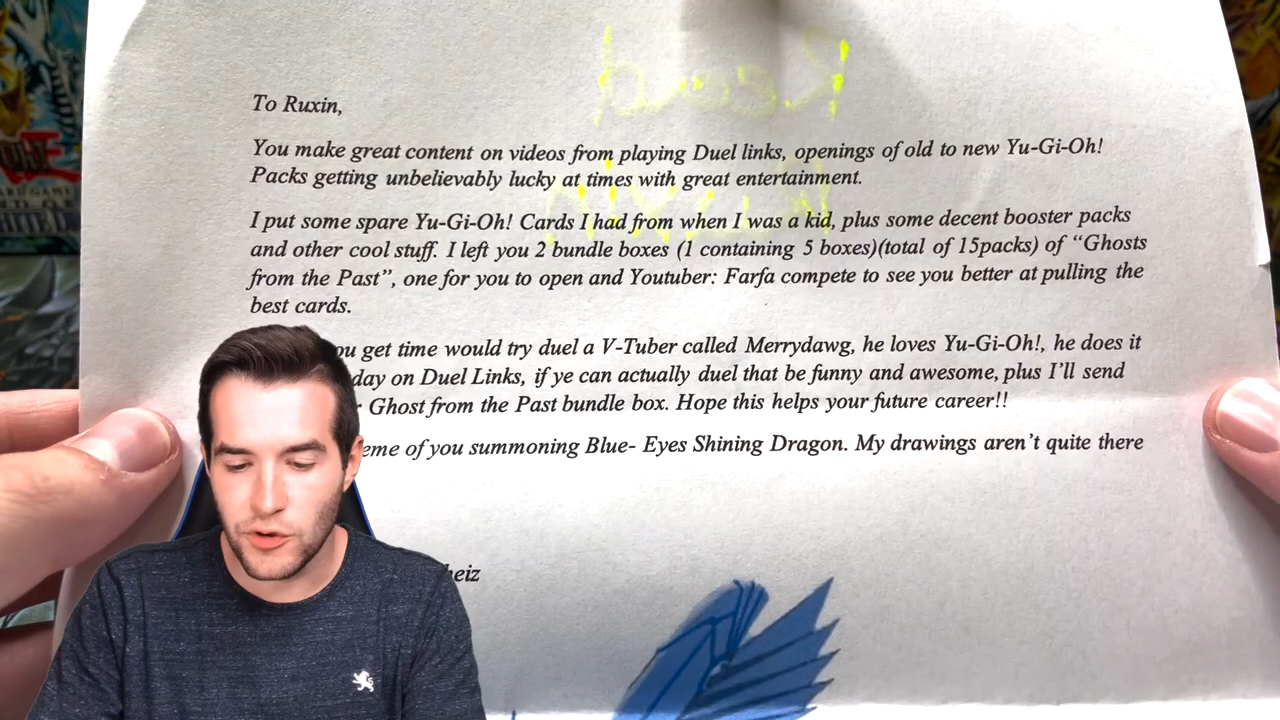 To Ruxin,
You make great content on videos from playing Duel links, openings of old to new Yu-Gi-Oh!
Packs getting unbelievably lucky at times with great entertainment.
I put some spare Yu-Gi-Oh! Cards I had from when I was a kid, plus some decent booster packs
and other cool stuff. I left you 2 bundle boxes (1 containing 5 boxes)(total of 15packs) of “Ghosts
from the Past”, one for you to open and Youtuber: Farfa compete to see you better at pulling the
best cards.
get time would try duel a V-Tuber called Merrydawg, he loves Yu-Gi-Oh!, he does it
day on Duel Links, if ye can actually duel that be funny and awesome, plus I’ll send
Ghost from the Past bundle box. Hope this helps your future career!!
of you summoning Blue- Eyes Shining Dragon. My drawings aren’t quite there